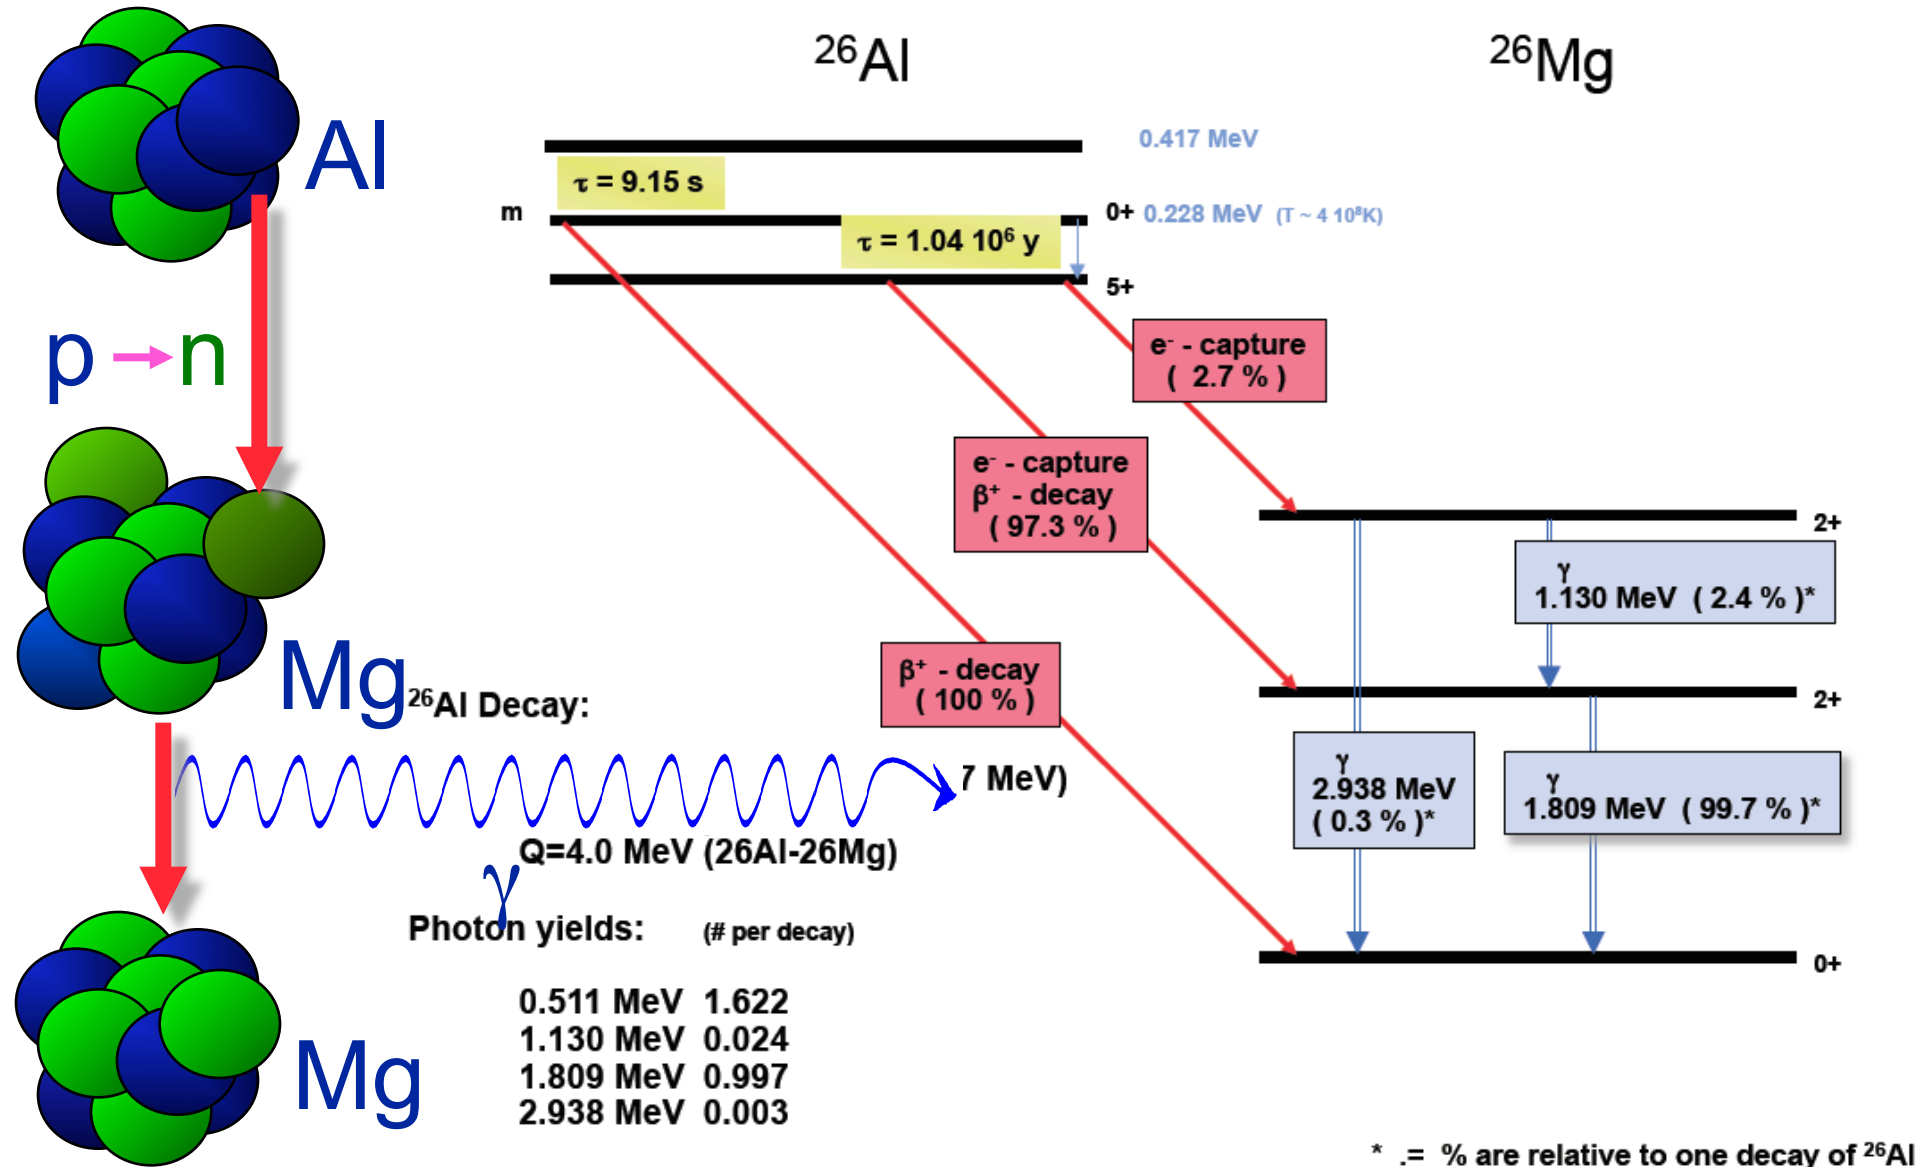 ²⁶Al
²⁶Mg
Al
0.417 MeV
τ = 9.15 s
m
0+ 0.228 MeV (T ~ 4 10⁸K)
τ = 1.04 10⁶ y
5+
p → n
e⁻ - capture
( 2.7 % )
e⁻ - capture
β⁺ - decay
( 97.3 % )
2+
γ
1.130 MeV ( 2.4 % )*
β⁺ - decay
( 100 % )
2+
Mg
²⁶Al Decay:
7 MeV)
γ
2.938 MeV
( 0.3 % )*
γ
1.809 MeV ( 99.7 % )*
Q=4.0 MeV (26Al-26Mg)
γ
Photon yields: (# per decay)
0+
0.511 MeV 1.622
1.130 MeV 0.024
1.809 MeV 0.997
2.938 MeV 0.003
Mg
* .= % are relative to one decay of ²⁶Al